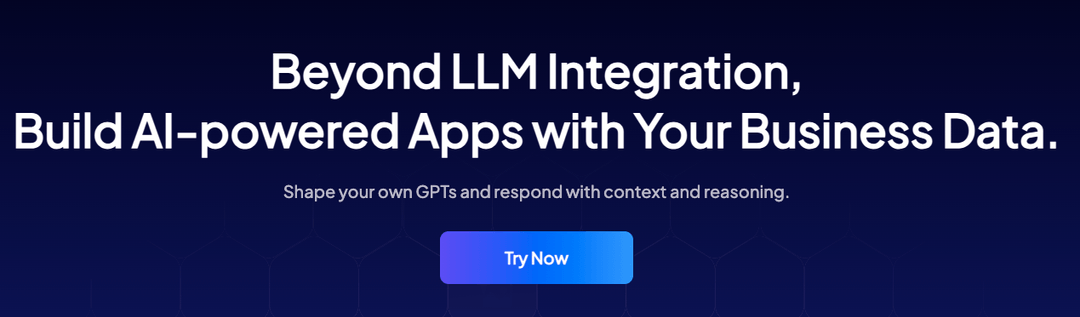 Beyond LLM Integration,
Build AI-powered Apps with Your Business Data.
Shape your own GPTs and respond with context and reasoning.
Try Now